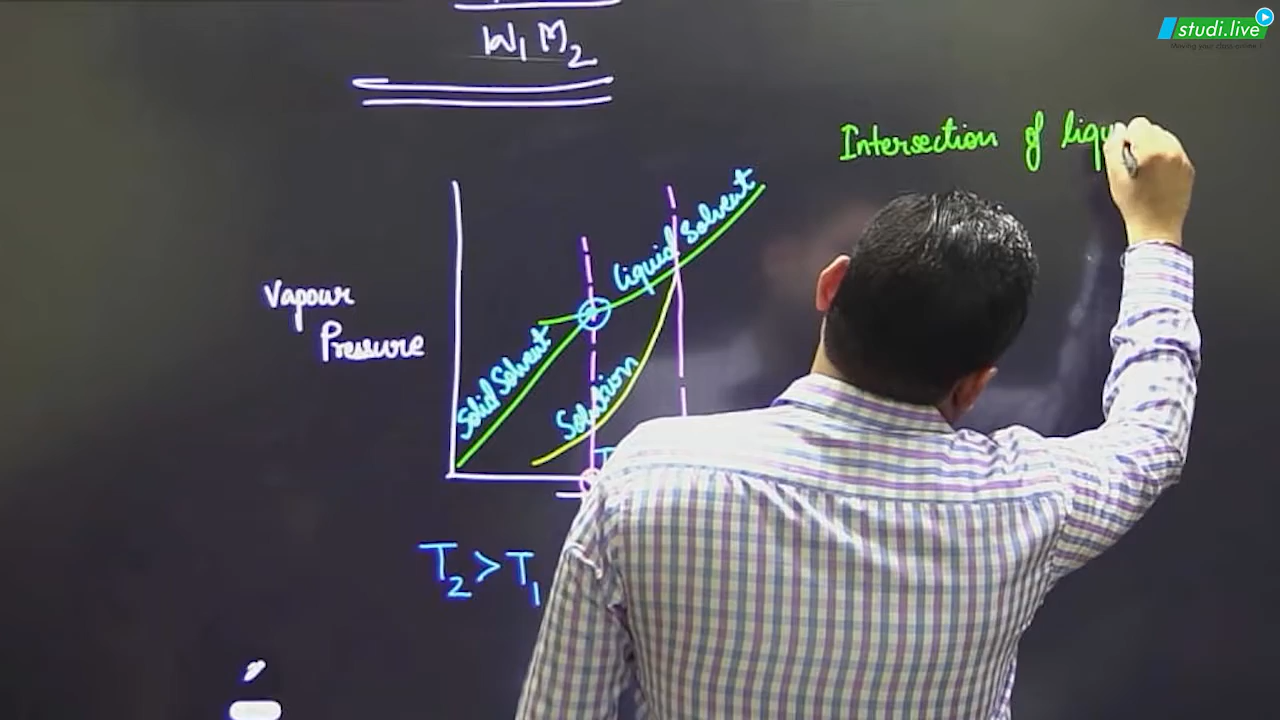 studi.live
W₁ M₂
Intersection of liqu
Liquid Solvent
Vapour
Pressure
Solid Solvent
Solution
T₂ > T₁